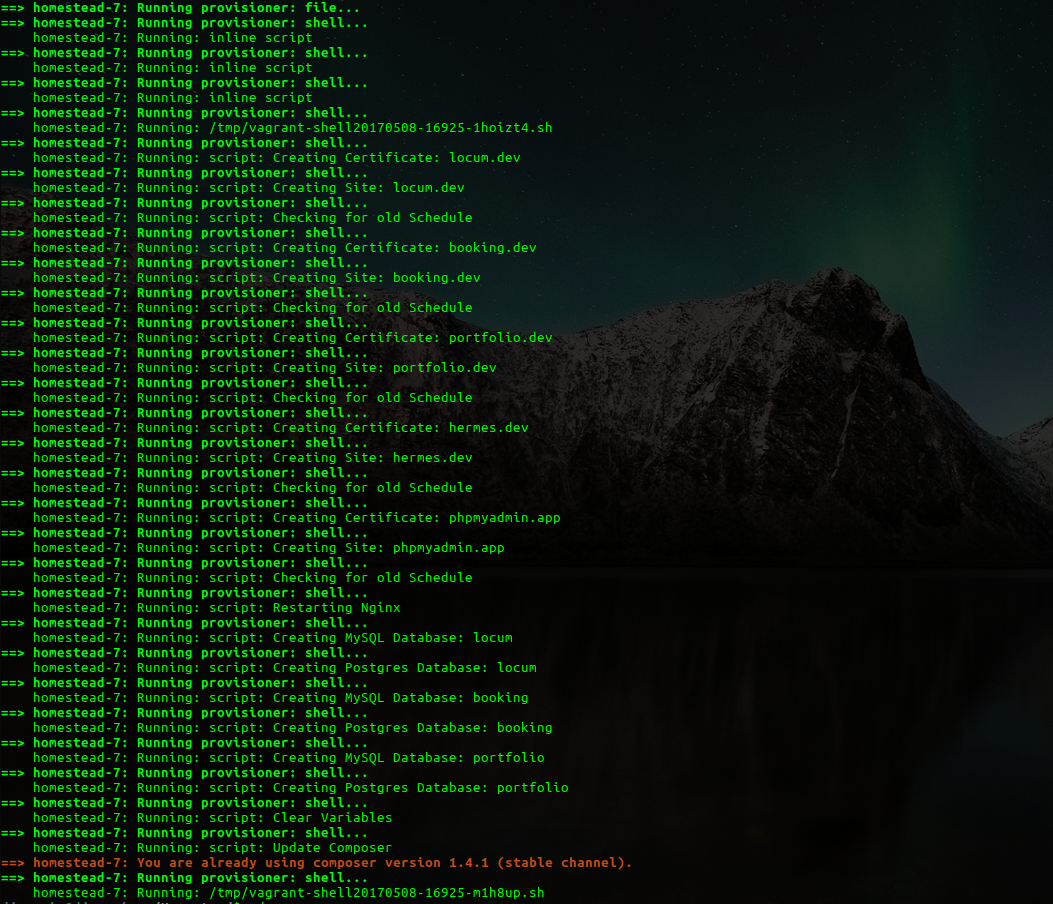 ==> homestead-7: Running provisioner: file...
==> homestead-7: Running provisioner: shell...
    homestead-7: Running: inline script
==> homestead-7: Running provisioner: shell...
    homestead-7: Running: inline script
==> homestead-7: Running provisioner: shell...
    homestead-7: Running: inline script
==> homestead-7: Running provisioner: shell...
    homestead-7: Running: /tmp/vagrant-shell20170508-16925-1hoizt4.sh
==> homestead-7: Running provisioner: shell...
    homestead-7: Running: script: Creating Certificate: locum.dev
==> homestead-7: Running provisioner: shell...
    homestead-7: Running: script: Creating Site: locum.dev
==> homestead-7: Running provisioner: shell...
    homestead-7: Running: script: Checking for old Schedule
==> homestead-7: Running provisioner: shell...
    homestead-7: Running: script: Creating Certificate: booking.dev
==> homestead-7: Running provisioner: shell...
    homestead-7: Running: script: Creating Site: booking.dev
==> homestead-7: Running provisioner: shell...
    homestead-7: Running: script: Checking for old Schedule
==> homestead-7: Running provisioner: shell...
    homestead-7: Running: script: Creating Certificate: portfolio.dev
==> homestead-7: Running provisioner: shell...
    homestead-7: Running: script: Creating Site: portfolio.dev
==> homestead-7: Running provisioner: shell...
    homestead-7: Running: script: Checking for old Schedule
==> homestead-7: Running provisioner: shell...
    homestead-7: Running: script: Creating Certificate: hermes.dev
==> homestead-7: Running provisioner: shell...
    homestead-7: Running: script: Creating Site: hermes.dev
==> homestead-7: Running provisioner: shell...
    homestead-7: Running: script: Checking for old Schedule
==> homestead-7: Running provisioner: shell...
    homestead-7: Running: script: Creating Certificate: phpmyadmin.app
==> homestead-7: Running provisioner: shell...
    homestead-7: Running: script: Creating Site: phpmyadmin.app
==> homestead-7: Running provisioner: shell...
    homestead-7: Running: script: Checking for old Schedule
==> homestead-7: Running provisioner: shell...
    homestead-7: Running: script: Restarting Nginx
==> homestead-7: Running provisioner: shell...
    homestead-7: Running: script: Creating MySQL Database: locum
==> homestead-7: Running provisioner: shell...
    homestead-7: Running: script: Creating Postgres Database: locum
==> homestead-7: Running provisioner: shell...
    homestead-7: Running: script: Creating MySQL Database: booking
==> homestead-7: Running provisioner: shell...
    homestead-7: Running: script: Creating Postgres Database: booking
==> homestead-7: Running provisioner: shell...
    homestead-7: Running: script: Creating MySQL Database: portfolio
==> homestead-7: Running provisioner: shell...
    homestead-7: Running: script: Creating Postgres Database: portfolio
==> homestead-7: Running provisioner: shell...
    homestead-7: Running: script: Clear Variables
==> homestead-7: Running provisioner: shell...
    homestead-7: Running: script: Update Composer
==> homestead-7: You are already using composer version 1.4.1 (stable channel).
==> homestead-7: Running provisioner: shell...
    homestead-7: Running: /tmp/vagrant-shell20170508-16925-m1h8up.sh